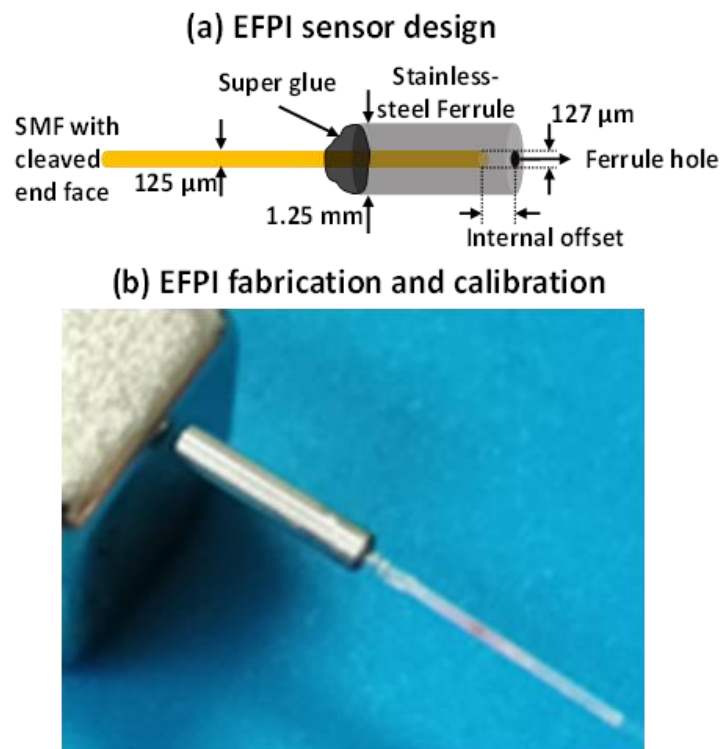 (a) EFPI sensor design
Super glue
Stainless-
steel Ferrule
SMF with
cleaved
end face
127 µm
Ferrule hole
125 µm
1.25 mm
Internal offset
(b) EFPI fabrication and calibration